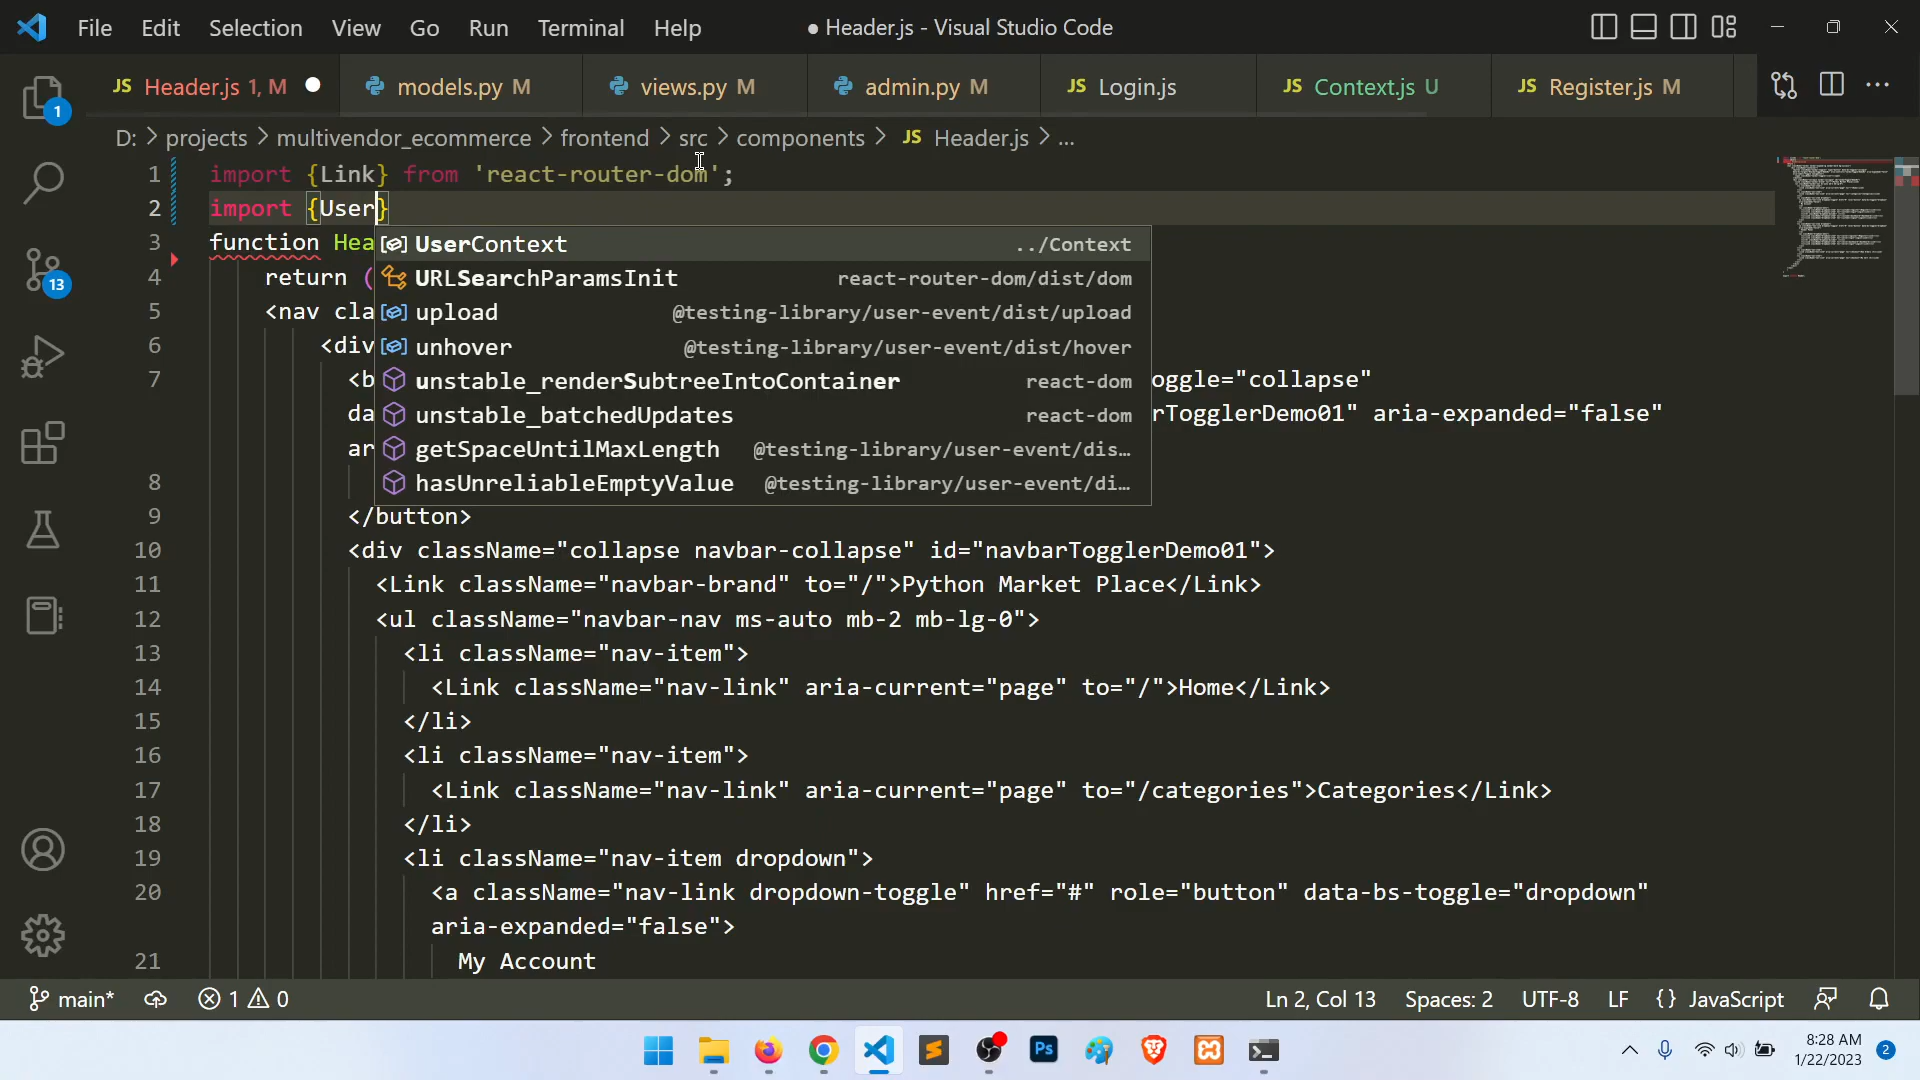 File Edit Selection View Go Run Terminal Help ● Header.js - Visual Studio Code
JS Header.js 1, M models.py M views.py M admin.py M JS Login.js JS Context.js U JS Register.js M
D: > projects > multivendor_ecommerce > frontend > src > components > JS Header.js > ...
1 import {Link} from 'react-router-dom';
2 import {User}
3 function Hea
4 return (
5 <nav cla
6 <div
7 <b oggle="collapse"
da rTogglerDemo01" aria-expanded="false"
ar
UserContext ../Context
URLSearchParamsInit react-router-dom/dist/dom
upload @testing-library/user-event/dist/upload
unhover @testing-library/user-event/dist/hover
unstable_renderSubtreeIntoContainer react-dom
unstable_batchedUpdates react-dom
getSpaceUntilMaxLength @testing-library/user-event/dis…
hasUnreliableEmptyValue @testing-library/user-event/di…
8
9 </button>
10 <div className="collapse navbar-collapse" id="navbarTogglerDemo01">
11 <Link className="navbar-brand" to="/">Python Market Place</Link>
12 <ul className="navbar-nav ms-auto mb-2 mb-lg-0">
13 <li className="nav-item">
14 <Link className="nav-link" aria-current="page" to="/">Home</Link>
15 </li>
16 <li className="nav-item">
17 <Link className="nav-link" aria-current="page" to="/categories">Categories</Link>
18 </li>
19 <li className="nav-item dropdown">
20 <a className="nav-link dropdown-toggle" href="#" role="button" data-bs-toggle="dropdown"
aria-expanded="false">
21 My Account
1
13
main* 1 0 Ln 2, Col 13 Spaces: 2 UTF-8 LF {} JavaScript
Ps
8:28 AM
1/22/2023 2